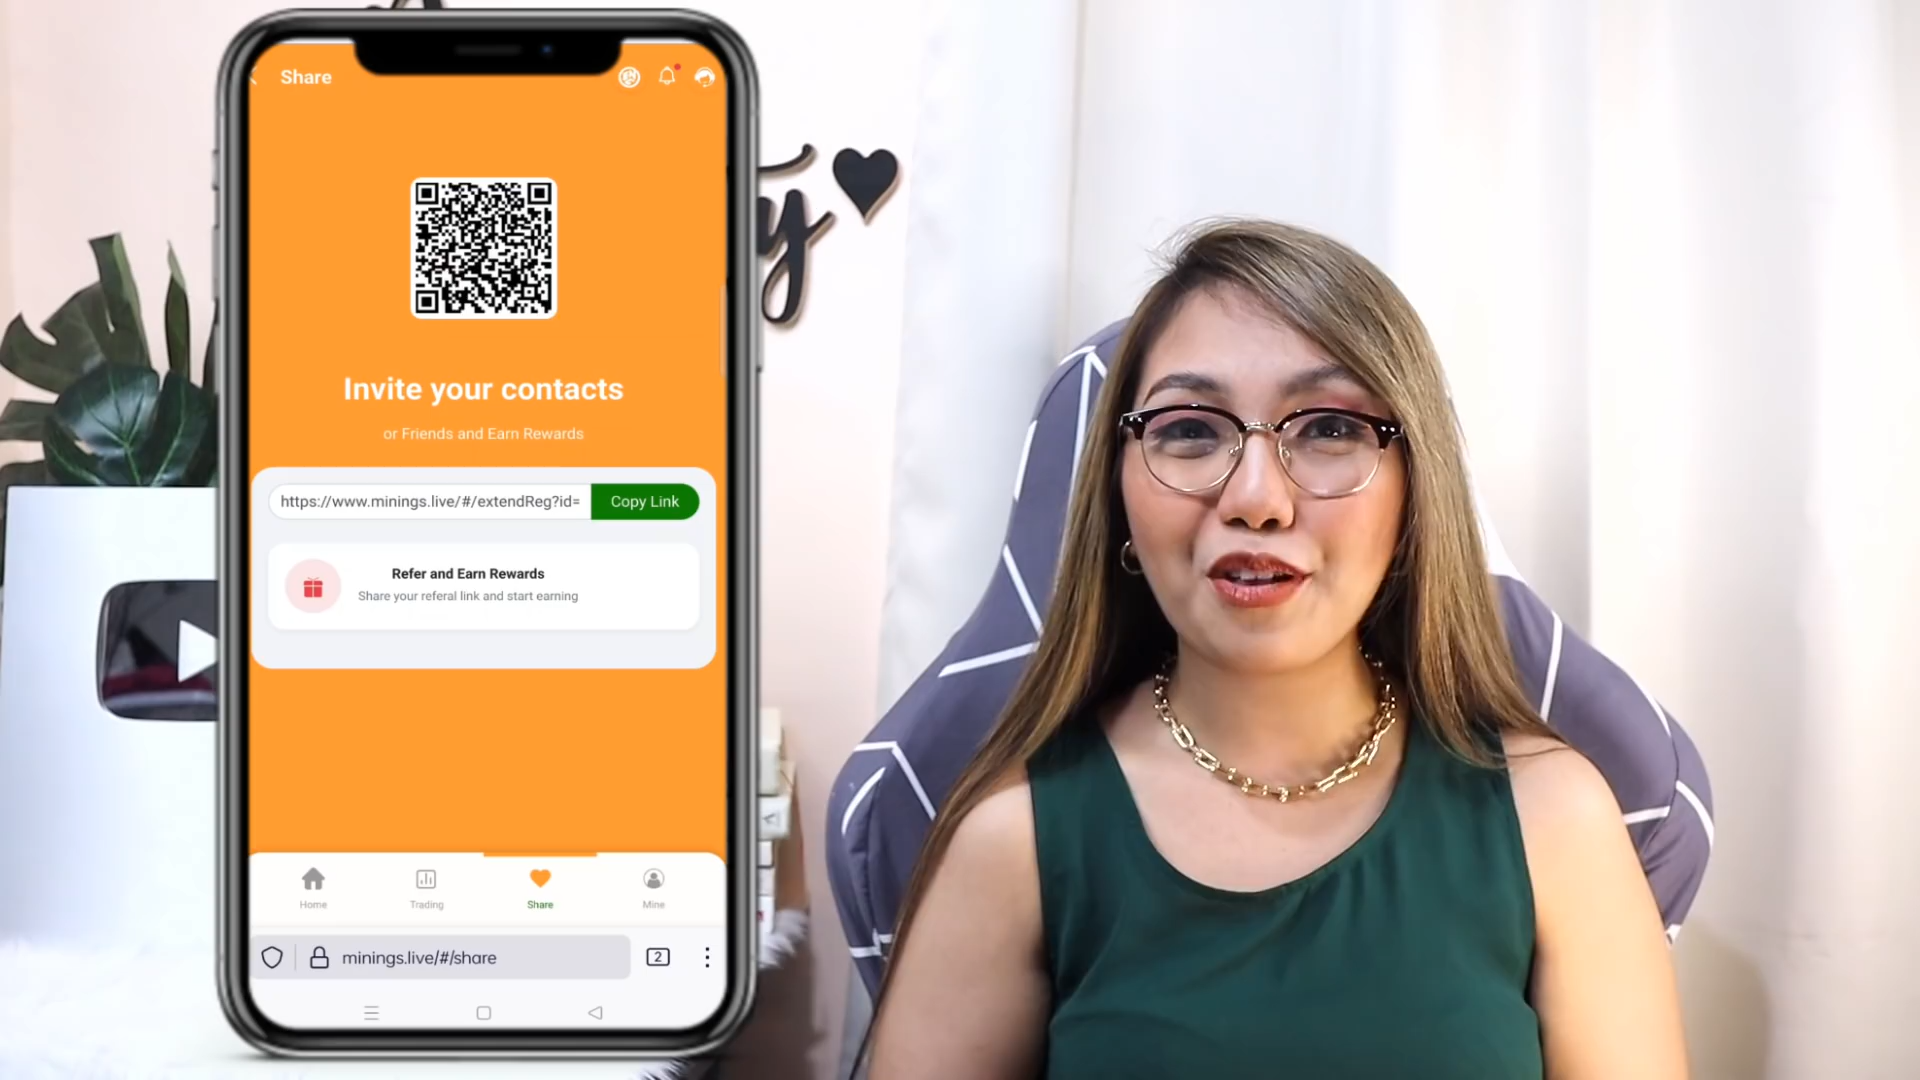 Share
Invite your contacts
or Friends and Earn Rewards
https://www.minings.live/#/extendReg?id=
Copy Link
Refer and Earn Rewards
Share your referal link and start earning
Home
Trading
Share
Mine
minings.live/#/share
2